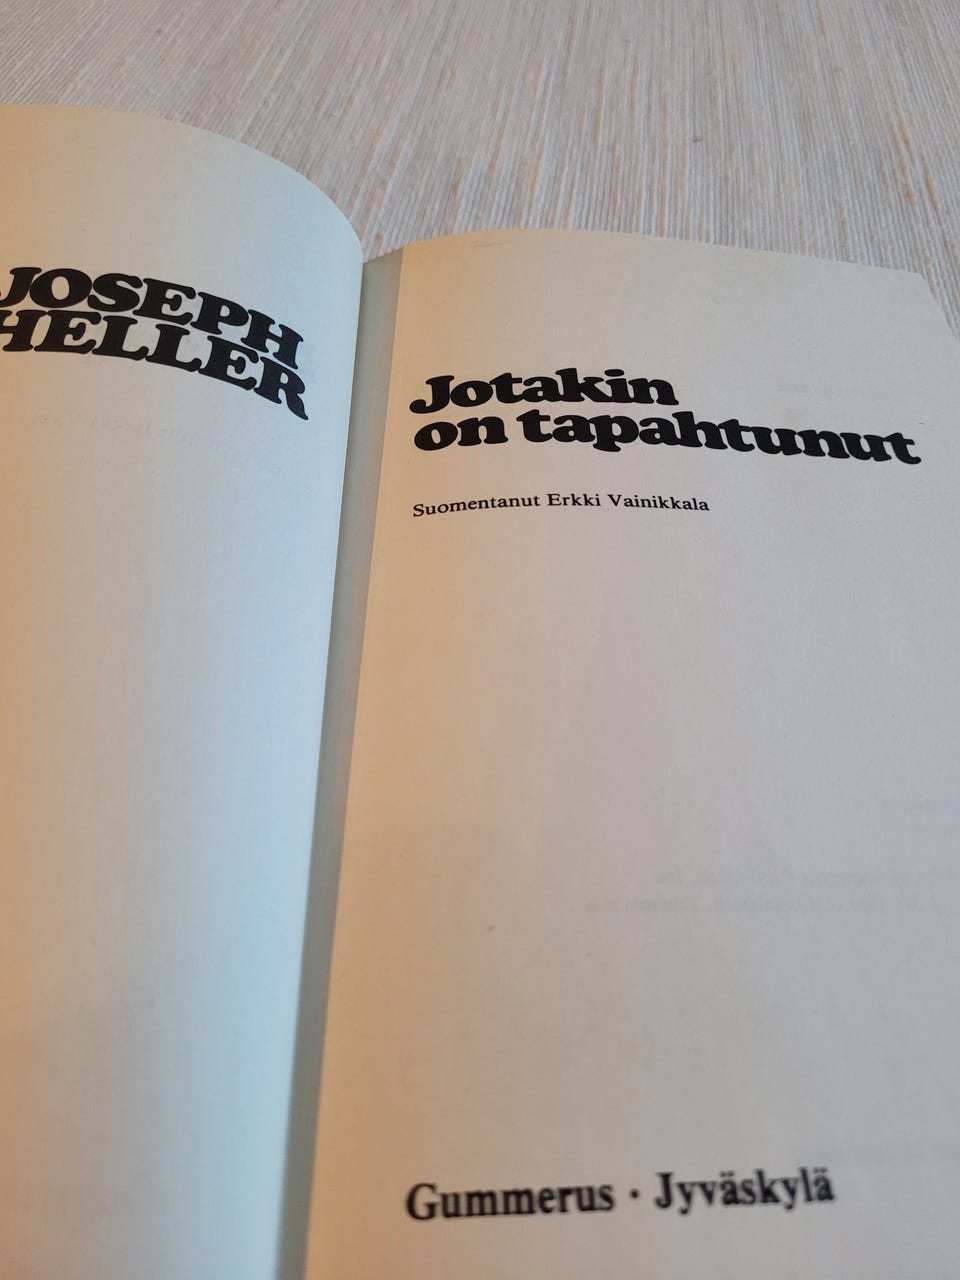 JOSEPH
HELLER
Jotakin
on tapahtunut
Suomentanut Erkki Vainikkala
Gummerus · Jyväskylä